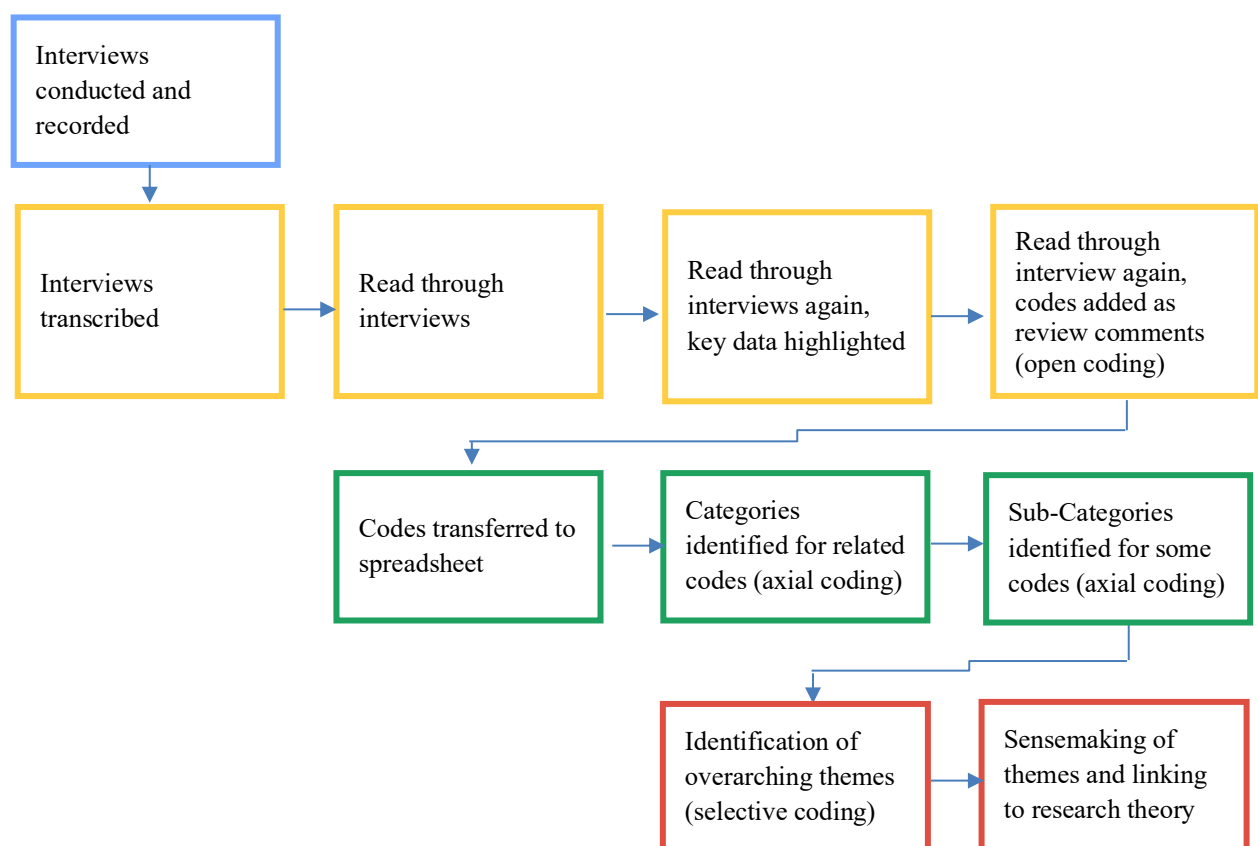 Interviews
conducted and
recorded
Interviews
transcribed
Read through
interviews
Read through
interviews again,
key data highlighted
Read through
interview again,
codes added as
review comments
(open coding)
Codes transferred to
spreadsheet
Categories
identified for related
codes (axial coding)
Sub-Categories
identified for some
codes (axial coding)
Identification of
overarching themes
(selective coding)
Sensemaking of
themes and linking
to research theory